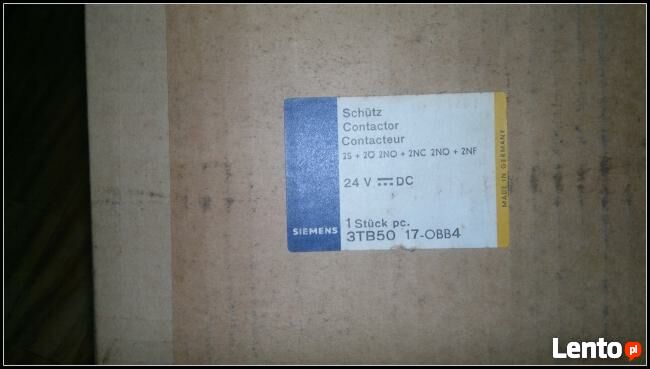 Schütz
Contactor
Contacteur
2S + 2Ö 2NO + 2NC 2NO + 2NF
24 V ⎓ DC
1 Stück pc.
3TB50 17-0BB4
SIEMENS
MADE IN GERMANY
Lento.pl